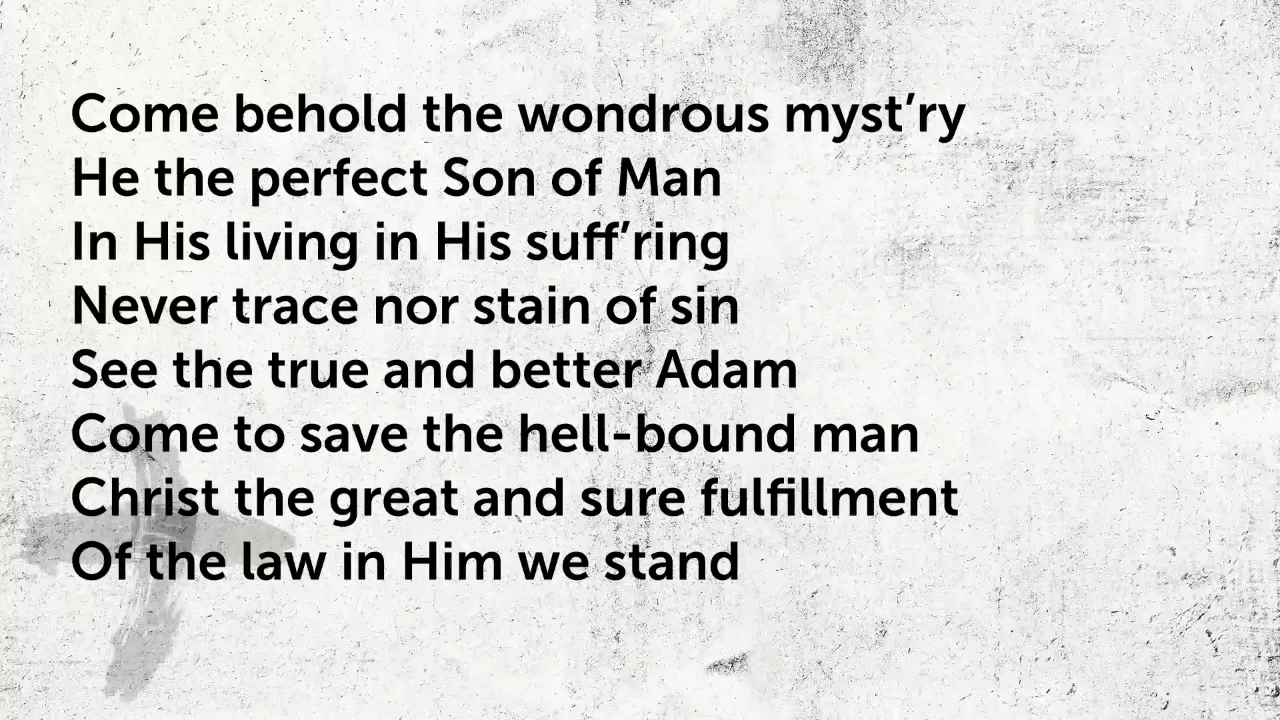 Come behold the wondrous myst’ry
He the perfect Son of Man
In His living in His suff’ring
Never trace nor stain of sin
See the true and better Adam
Come to save the hell-bound man
Christ the great and sure fulfillment
Of the law in Him we stand